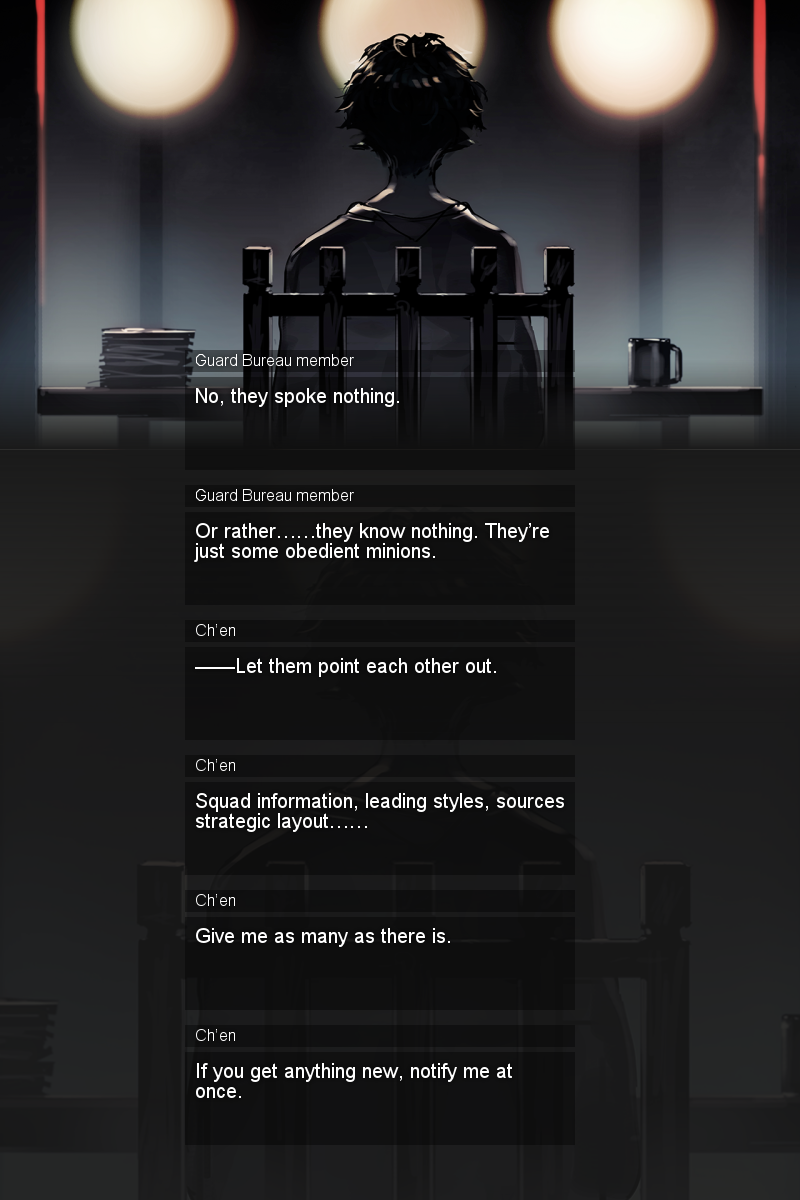 Guard Bureau member
No, they spoke nothing.
Guard Bureau member
Or rather……they know nothing. They’re
just some obedient minions.
Ch’en
——Let them point each other out.
Ch’en
Squad information, leading styles, sources
strategic layout……
Ch’en
Give me as many as there is.
Ch’en
If you get anything new, notify me at
once.